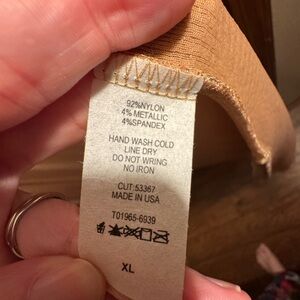 92%NYLON
4% METALLIC
4%SPANDEX
HAND WASH COLD
LINE DRY
DO NOT WRING
NO IRON
CUT:53367
MADE IN USA
T01965-6939
XL